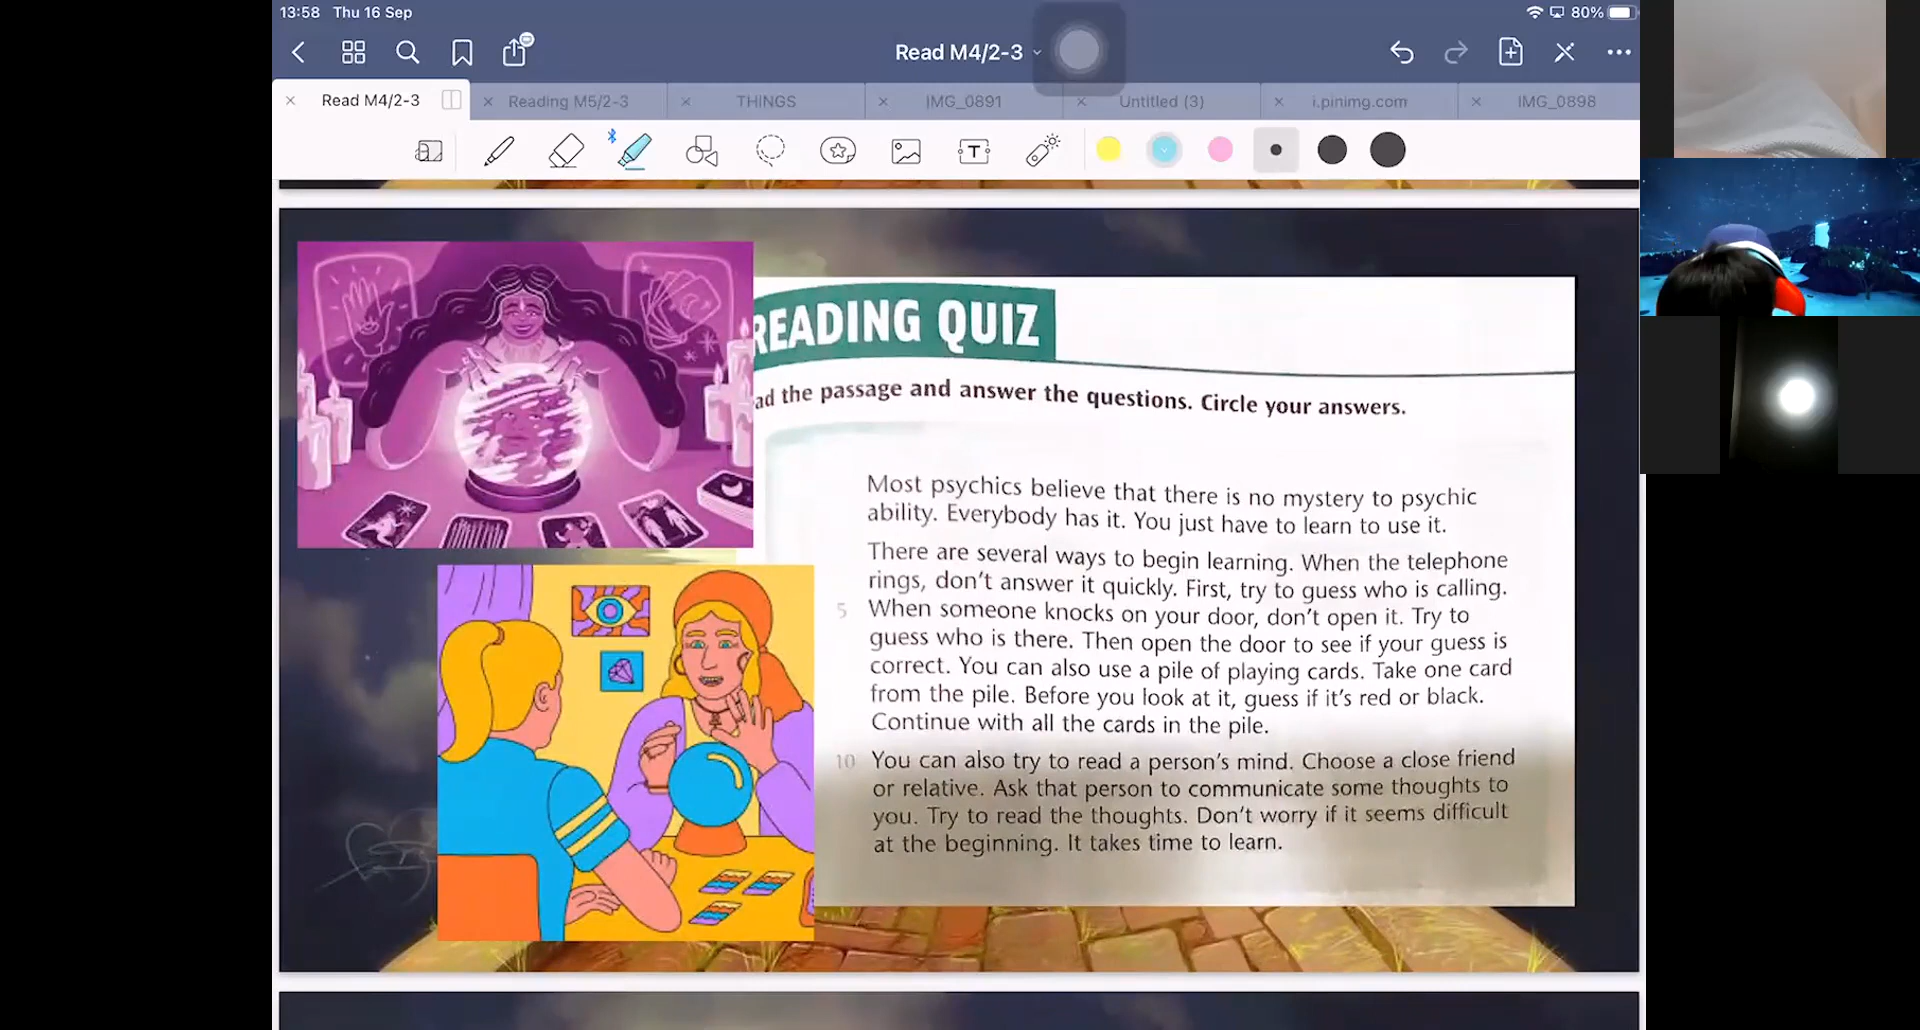 13:58 Thu 16 Sep
80%
Read M4/2-3
Read M4/2-3
Reading M5/2-3
THINGS
IMG_0891
Untitled (3)
i.pinimg.com
IMG_0898
T
READING QUIZ
ad the passage and answer the questions. Circle your answers.
Most psychics believe that there is no mystery to psychic
ability. Everybody has it. You just have to learn to use it.
There are several ways to begin learning. When the telephone
rings, don't answer it quickly. First, try to guess who is calling.
5 When someone knocks on your door, don't open it. Try to
guess who is there. Then open the door to see if your guess is
correct. You can also use a pile of playing cards. Take one card
from the pile. Before you look at it, guess if it's red or black.
Continue with all the cards in the pile.
10 You can also try to read a person's mind. Choose a close friend
or relative. Ask that person to communicate some thoughts to
you. Try to read the thoughts. Don't worry if it seems difficult
at the beginning. It takes time to learn.